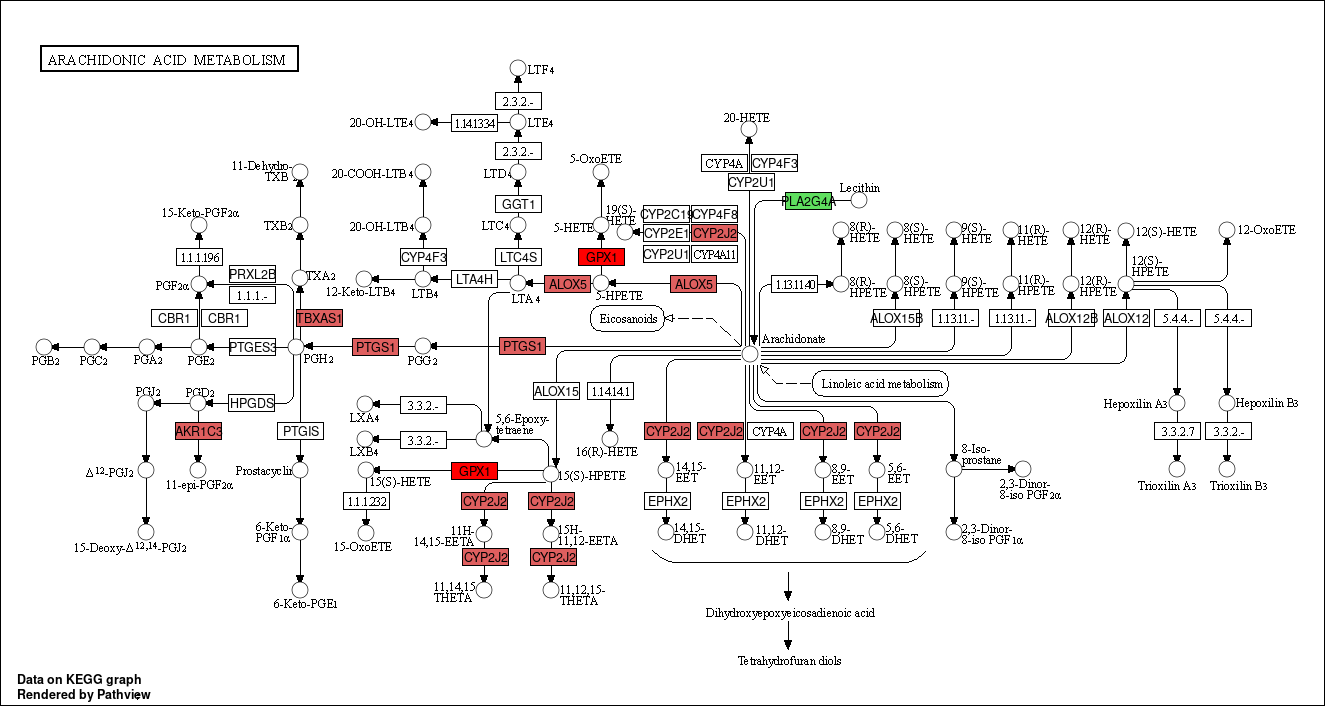 ARACHIDONIC ACID METABOLISM
LTF4
2.3.2.-
20-OH-LTE4
1.14.13.34
LTE4
20-HETE
2.3.2.-
5-OxoETE
CYP4A
CYP4F3
11-Dehydro-
TXB 2
20-COOH-LTB4
LTD4
CYP2U1
Lecithin
PLA2G4A
GGT1
15-Keto-PGF2α
19(S)-
HETE
CYP2C19
CYP4F8
TXB2
20-OH-LTB4
LTC4
5-HETE
CYP2E1
CYP2J2
8(R)-
HETE
8(S)-
HETE
9(S)-
HETE
11(R)-
HETE
12(R)-
HETE
12(S)-HETE
12-OxoETE
1.1.1.196
CYP4F3
LTC4S
GPX1
CYP2U1
CYP4A11
PRXL2B
TXA2
12(S)-
HPETE
PGF2α
1.1.1.-
12-Keto-LTB4
LTB4
LTA4H
LTA 4
ALOX5
5-HPETE
ALOX5
1.13.11.40
8(R)-
HPETE
8(S)-
HPETE
9(S)-
HPETE
11(R)-
HPETE
12(R)-
HPETE
CBR1
CBR1
TBXAS1
Eicosanoids
ALOX15B
1.13.11.-
1.13.11.-
ALOX12B
ALOX12
5.4.4.-
5.4.4.-
Arachidonate
PGB2
PGC2
PGA2
PGE2
PTGES3
PGH2
PTGS1
PGG2
PTGS1
PGJ2
PGD2
HPGDS
ALOX15
1.14.14.1
Linoleic acid metabolism
LXA4
3.3.2.-
5,6-Epoxy-
tetraene
Hepoxilin A3
Hepoxilin B3
AKR1C3
PTGIS
LXB4
3.3.2.-
16(R)-HETE
CYP2J2
CYP2J2
CYP4A
CYP2J2
CYP2J2
3.3.2.7
3.3.2.-
8-Iso-
prostane
Δ12-PGJ2
11-epi-PGF2α
Prostacyclin
15(S)-HETE
GPX1
15(S)-HPETE
14,15-
EET
11,12-
EET
8,9-
EET
5,6-
EET
2,3-Dinor-
8-iso PGF2α
Trioxilin A3
Trioxilin B3
1.1.1.232
CYP2J2
CYP2J2
EPHX2
EPHX2
EPHX2
EPHX2
15-Deoxy-Δ12,14-PGJ2
6-Keto-
PGF1α
15-OxoETE
11H-
14,15-EETA
15H-
11,12-EETA
14,15-
DHET
11,12-
DHET
8,9-
DHET
5,6-
DHET
2,3-Dinor-
8-iso PGF1α
CYP2J2
CYP2J2
6-Keto-PGE1
11,14,15-
THETA
11,12,15-
THETA
Dihydroxyepoxyeicosadienoic acid
Tetrahydrofuran diols
Data on KEGG graph
Rendered by Pathview